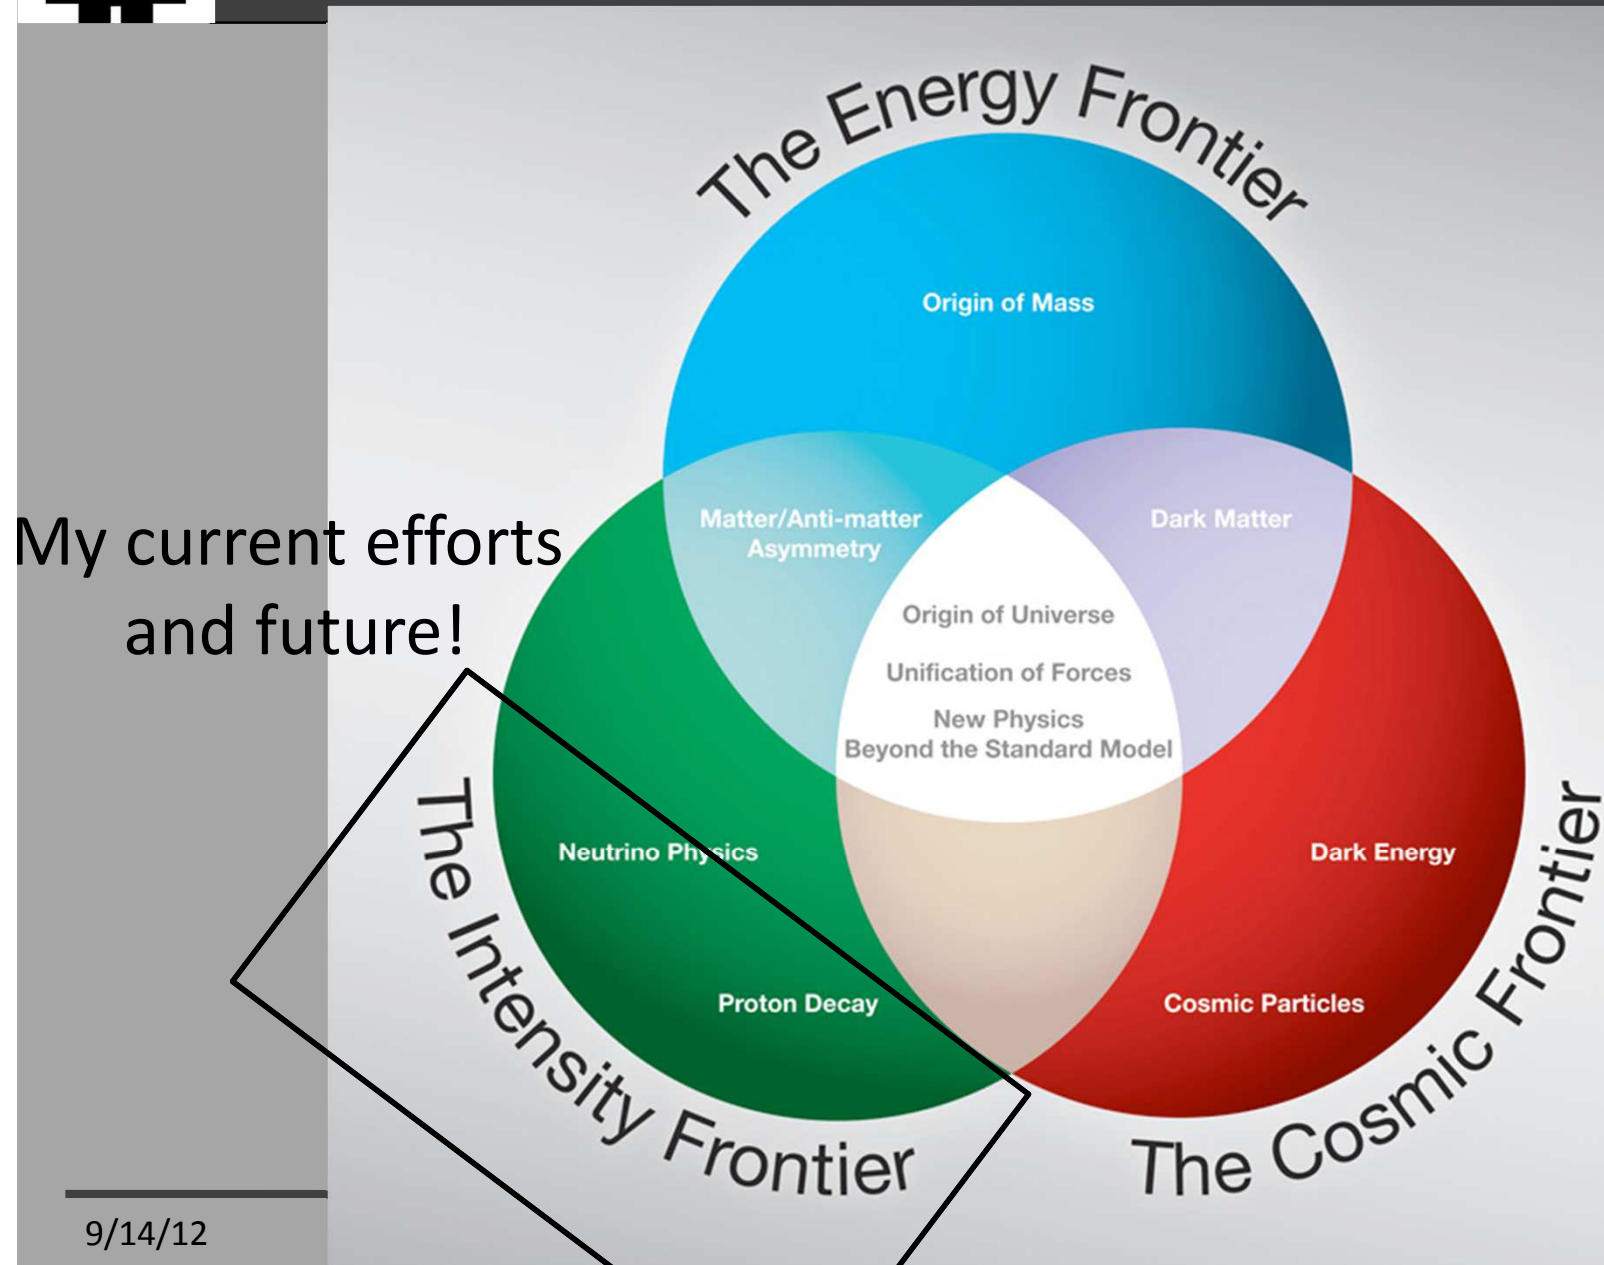 The Energy Frontier
Origin of Mass
Matter/Anti-matter
Asymmetry
Dark Matter
My current efforts
and future!
Origin of Universe
Unification of Forces
New Physics
Beyond the Standard Model
Neutrino Physics
Dark Energy
Proton Decay
Cosmic Particles
The Intensity Frontier
The Cosmic Frontier
9/14/12